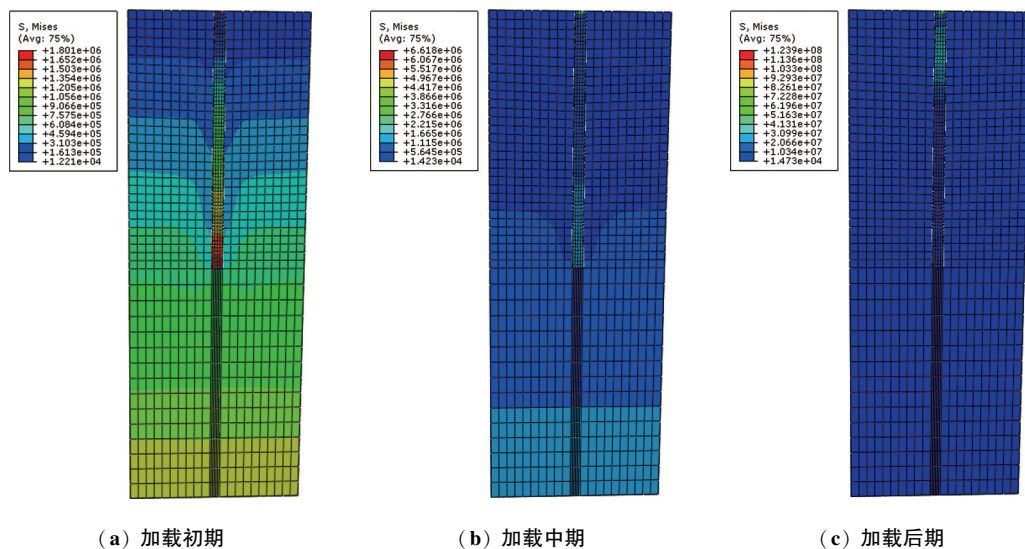 S, Mises
(Avg: 75%)
+1.801e+06
+1.652e+06
+1.503e+06
+1.354e+06
+1.205e+06
+1.056e+06
+9.066e+05
+7.575e+05
+6.084e+05
+4.594e+05
+3.103e+05
+1.613e+05
+1.221e+04
S, Mises
(Avg: 75%)
+6.618e+06
+6.067e+06
+5.517e+06
+4.967e+06
+4.417e+06
+3.866e+06
+3.316e+06
+2.766e+06
+2.215e+06
+1.665e+06
+1.115e+06
+5.645e+05
+1.423e+04
S, Mises
(Avg: 75%)
+1.239e+08
+1.136e+08
+1.033e+08
+9.293e+07
+8.261e+07
+7.228e+07
+6.196e+07
+5.163e+07
+4.131e+07
+3.099e+07
+2.066e+07
+1.034e+07
+1.473e+04
(a) 加载初期
(b) 加载中期
(c) 加载后期